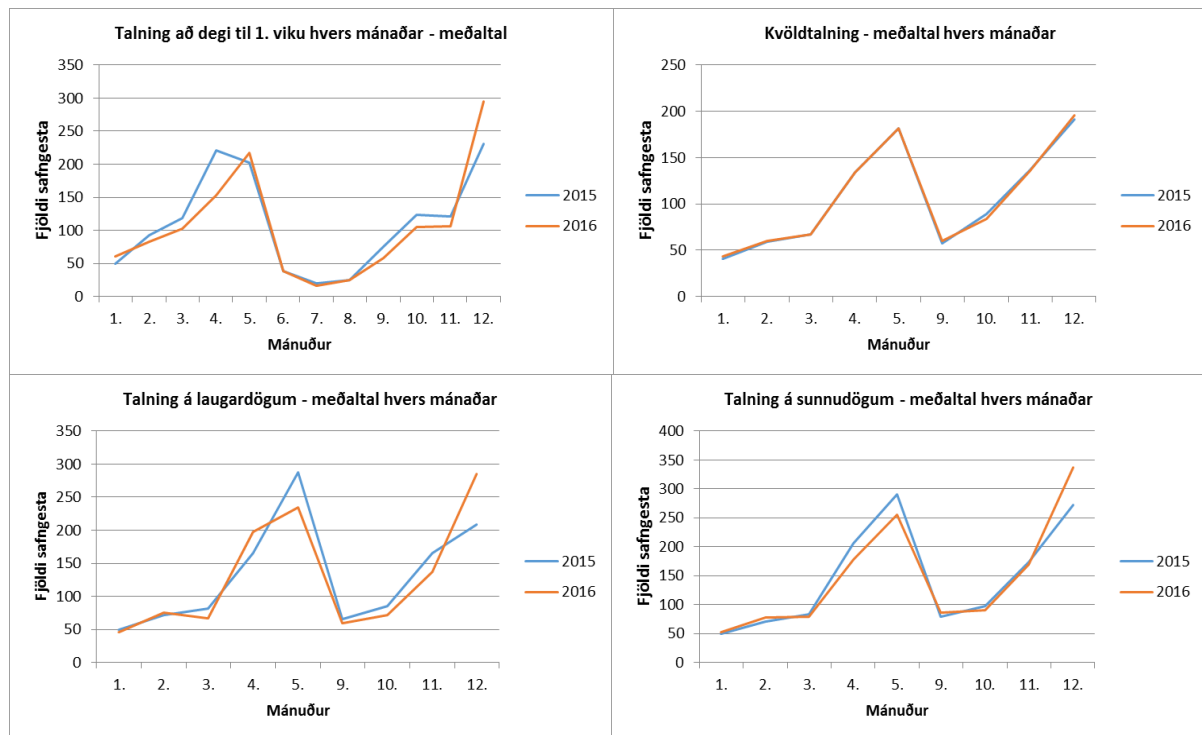 Talning að degi til 1. viku hvers mánaðar - meðaltal
350
300
250
200
150
100
50
0
Fjöldi safngesta
1. 2. 3. 4. 5. 6. 7. 8. 9. 10. 11. 12.
Mánuður
2015
2016
Kvöldtalning - meðaltal hvers mánaðar
250
200
150
100
50
0
Fjöldi safngesta
1. 2. 3. 4. 5. 9. 10. 11. 12.
Mánuður
2015
2016
Talning á laugardögum - meðaltal hvers mánaðar
350
300
250
200
150
100
50
0
Fjöldi safngesta
1. 2. 3. 4. 5. 9. 10. 11. 12.
Mánuður
2015
2016
Talning á sunnudögum - meðaltal hvers mánaðar
400
350
300
250
200
150
100
50
0
Fjöldi safngesta
1. 2. 3. 4. 5. 9. 10. 11. 12.
Mánuður
2015
2016